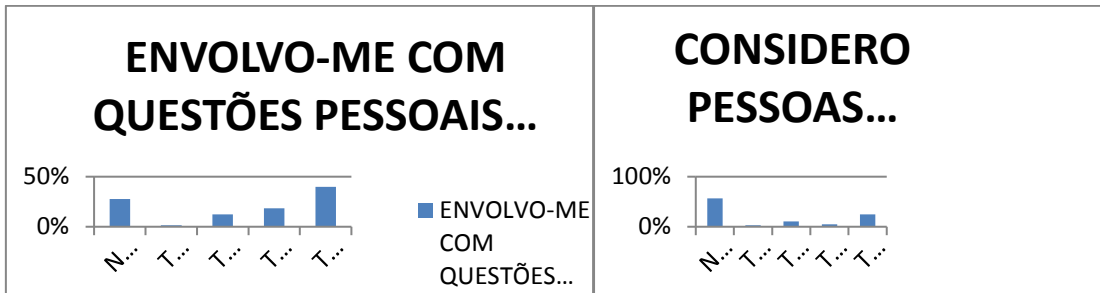 ENVOLVO-ME COM
QUESTÕES PESSOAIS...
50%
0%
N...
T...
T...
T...
T...
ENVOLVO-ME
COM
QUESTÕES...
CONSIDERO
PESSOAS...
100%
0%
N...
T...
T...
T...
T...